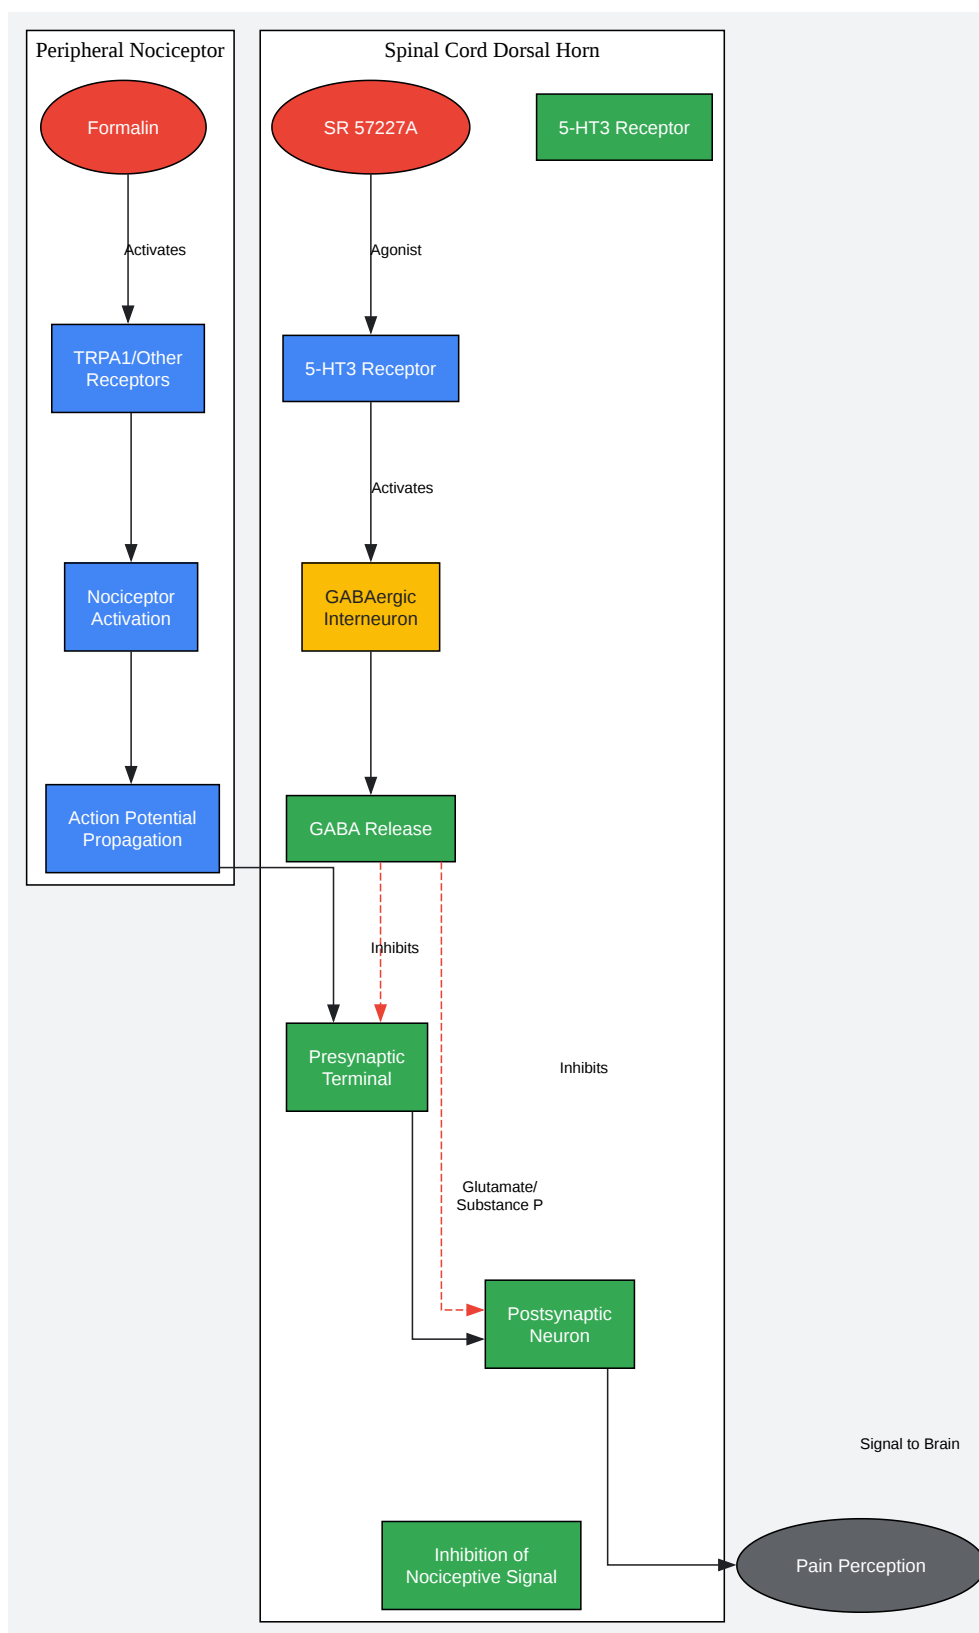 Peripheral Nociceptor
Spinal Cord Dorsal Horn
Formalin
SR 57227A
5-HT3 Receptor
Activates
Agonist
TRPA1/Other
Receptors
5-HT3 Receptor
Activates
Nociceptor
Activation
GABAergic
Interneuron
Action Potential
Propagation
GABA Release
Inhibits
Presynaptic
Terminal
Inhibits
Glutamate/
Substance P
Postsynaptic
Neuron
Signal to Brain
Inhibition of
Nociceptive Signal
Pain Perception